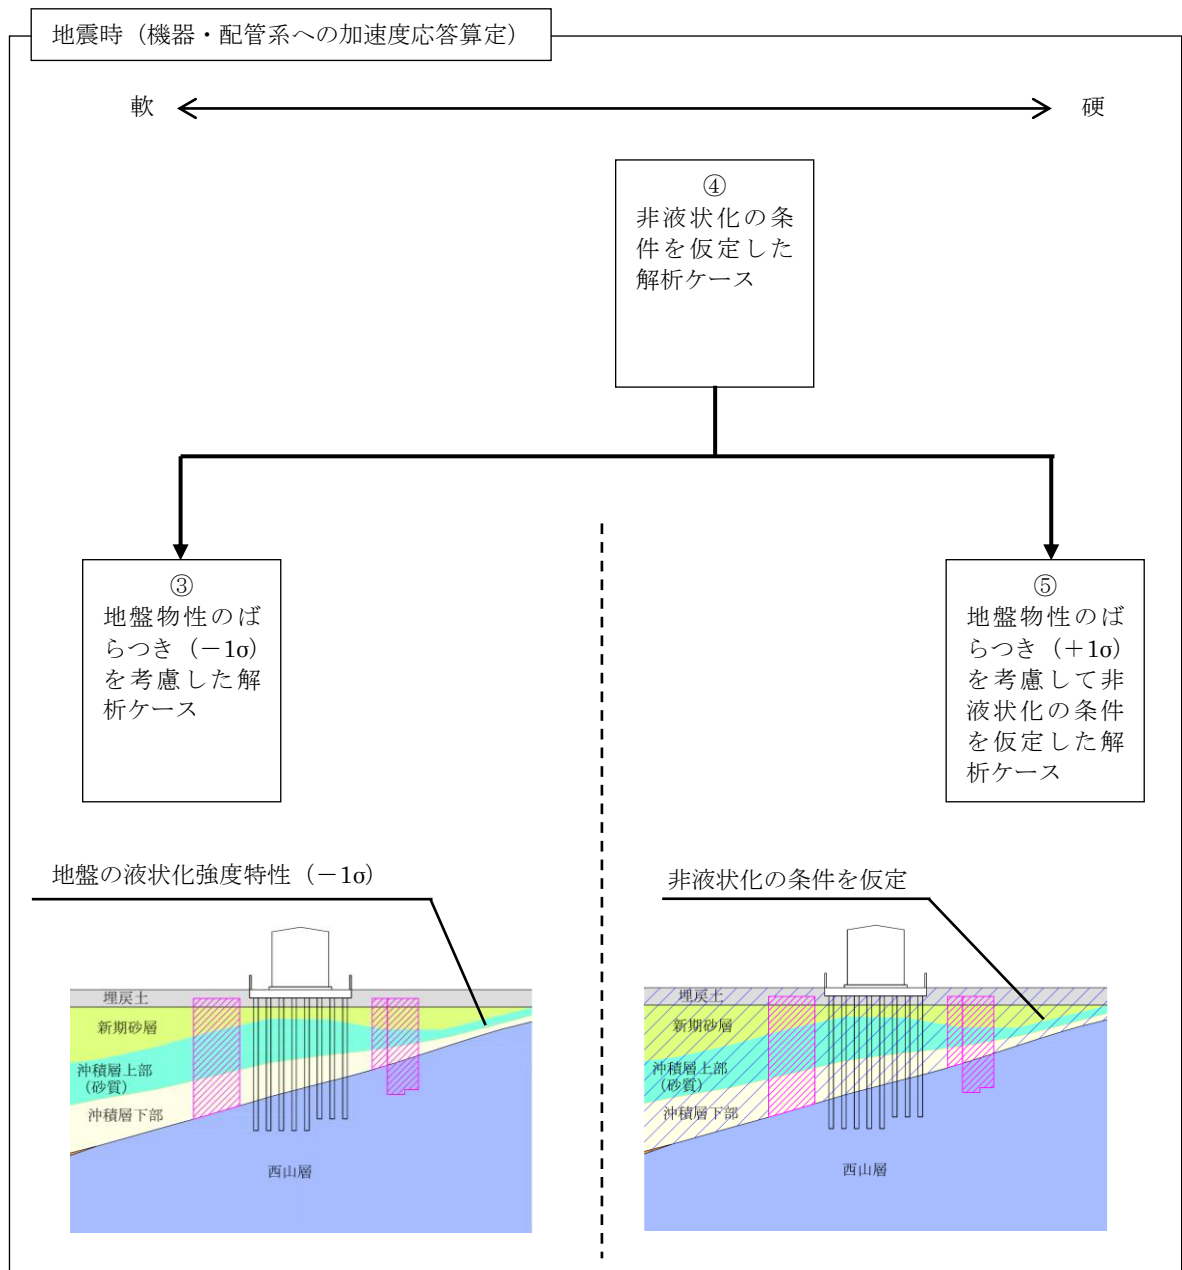 地震時（機器・配管系への加速度応答算定）
軟
硬
④
非液状化の条
件を仮定した
解析ケース
③
地盤物性のば
らつき（－1σ）
を考慮した解
析ケース
⑤
地盤物性のば
らつき（＋1σ）
を考慮して非
液状化の条件
を仮定した解
析ケース
地盤の液状化強度特性（－1σ）
埋戻土
新期砂層
沖積層上部
（砂質）
沖積層下部
西山層
非液状化の条件を仮定
埋戻土
新期砂層
沖積層上部
（砂質）
沖積層下部
西山層